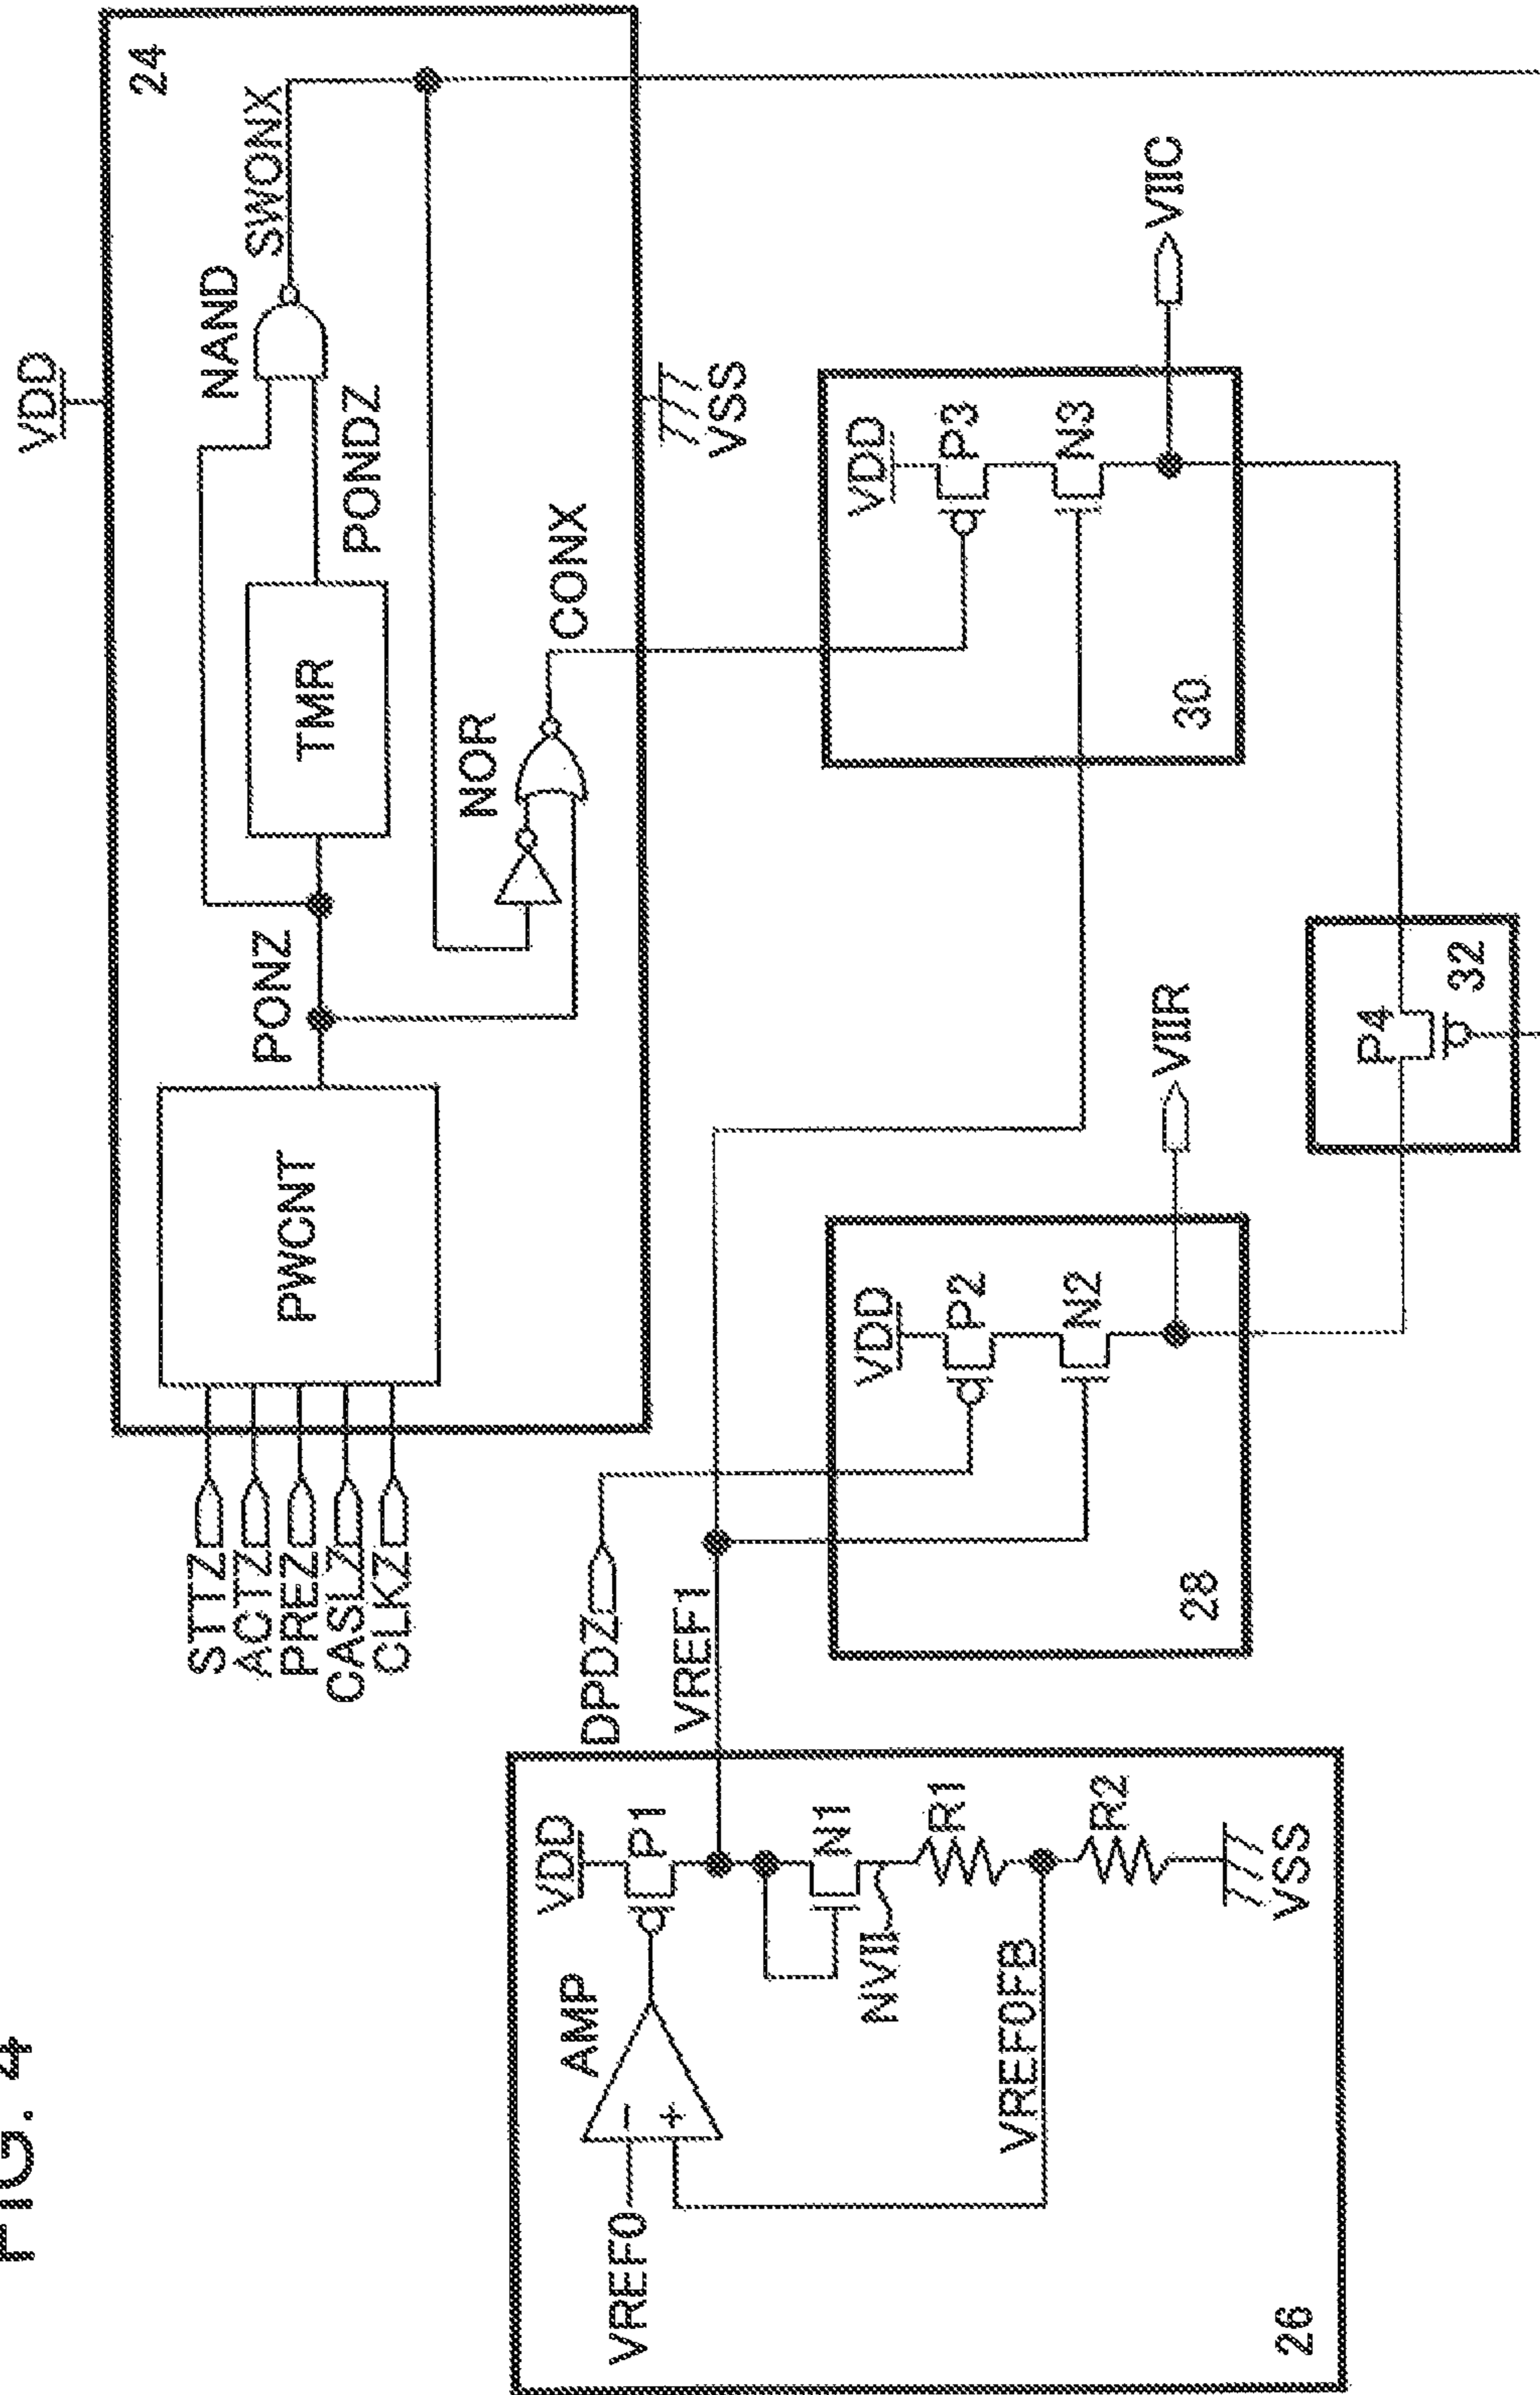 FIG. 4
VDD
24
STTZ
ACTZ
PREZ
CASLZ
CLKZ
PWCNT
PONZ
TMR
PONDZ
NAND
SWONX
NOR
CONX
VSS
DPDZ
VREF1
26
VREF0
AMP
VDD
P1
N1
NVII
R1
VREF0FB
R2
VSS
28
VDD
P2
N2
VIIR
30
VDD
P3
N3
VIIC
32
P4